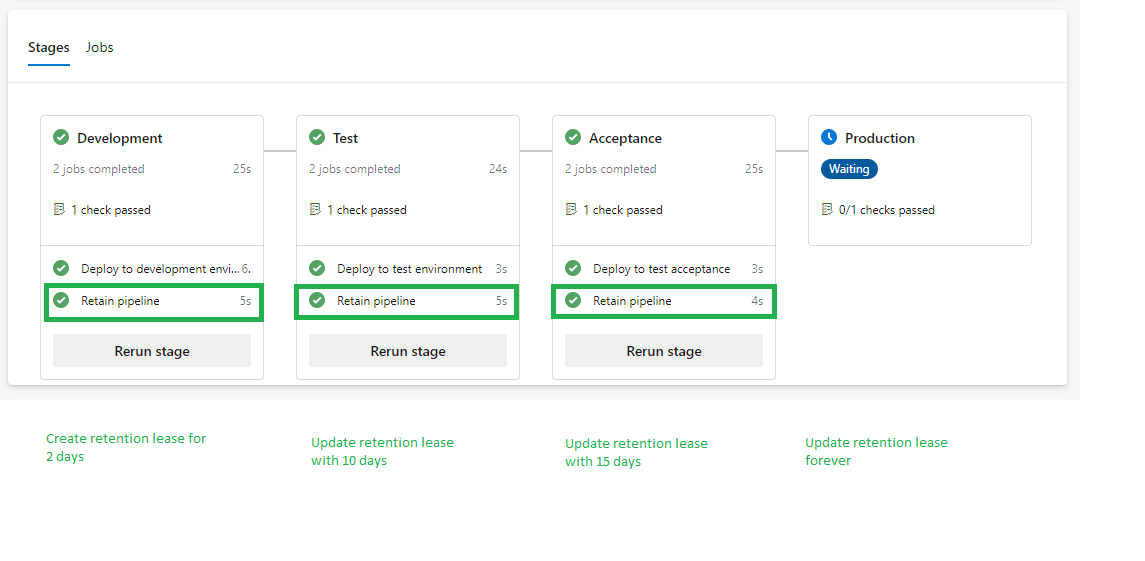 Stages Jobs
Development
2 jobs completed 25s
1 check passed
Deploy to development envi... 6.
Retain pipeline 5s
Rerun stage
Test
2 jobs completed 24s
1 check passed
Deploy to test environment 3s
Retain pipeline 5s
Rerun stage
Acceptance
2 jobs completed 25s
1 check passed
Deploy to test acceptance 3s
Retain pipeline 4s
Rerun stage
Production
Waiting
0/1 checks passed
Create retention lease for
2 days
Update retention lease
with 10 days
Update retention lease
with 15 days
Update retention lease
forever